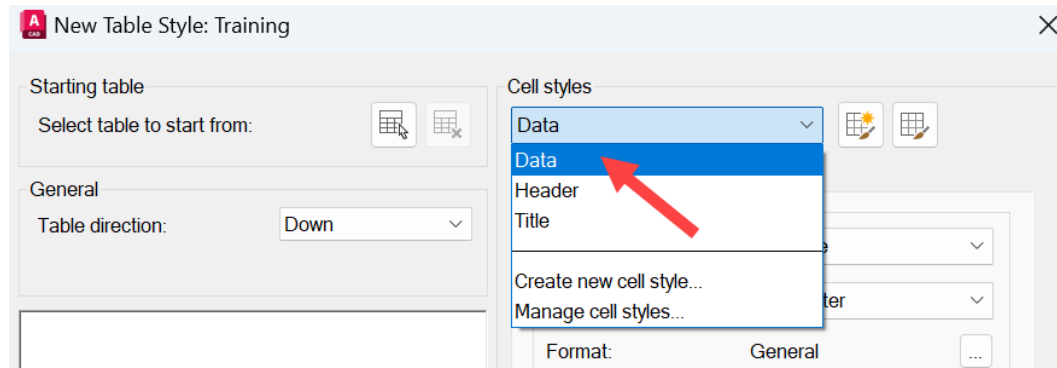 A
CAD
New Table Style: Training
Starting table
Select table to start from:
General
Table direction:
Down
Cell styles
Data
Data
Header
Title
Create new cell style...
Manage cell styles...
Format:
General
...